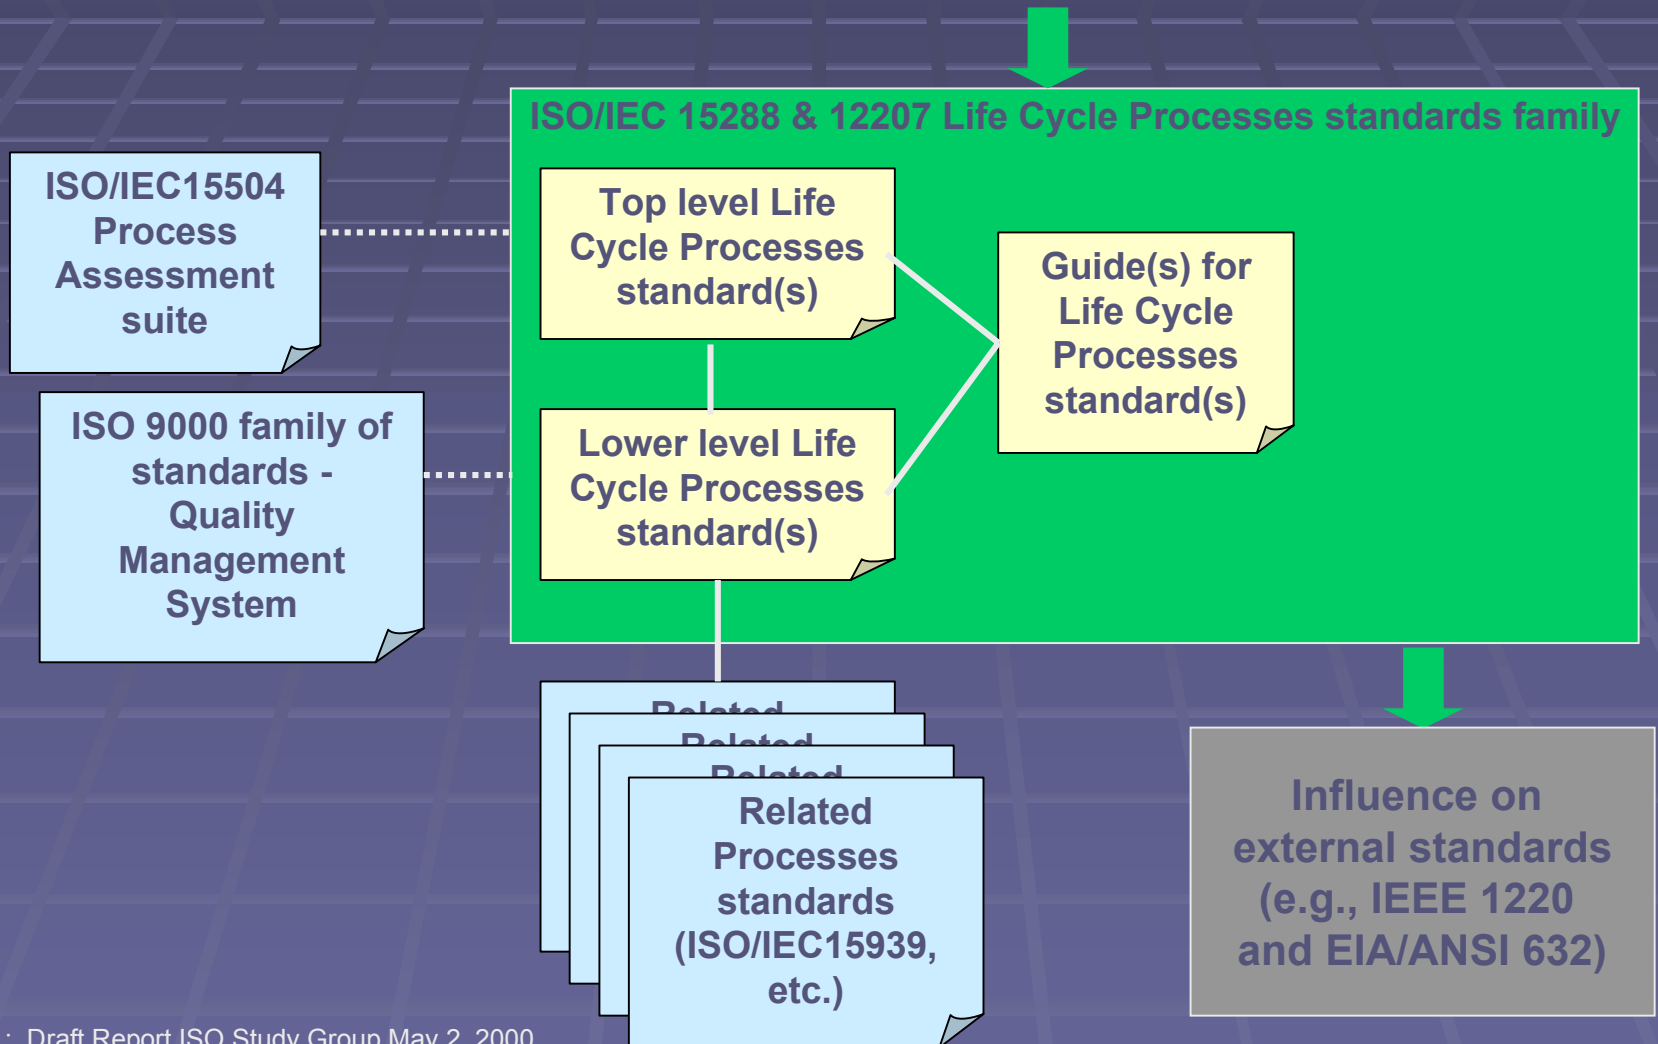 ISO/IEC 15288 & 12207 Life Cycle Processes standards family
ISO/IEC15504
Process
Assessment
suite
ISO 9000 family of
standards -
Quality
Management
System
Top level Life
Cycle Processes
standard(s)
Guide(s) for
Life Cycle
Processes
standard(s)
Lower level Life
Cycle Processes
standard(s)
Related
Related
Related
Related
Processes
standards
(ISO/IEC15939,
etc.)
Influence on
external standards
(e.g., IEEE 1220
and EIA/ANSI 632)
: Draft Report ISO Study Group May 2, 2000